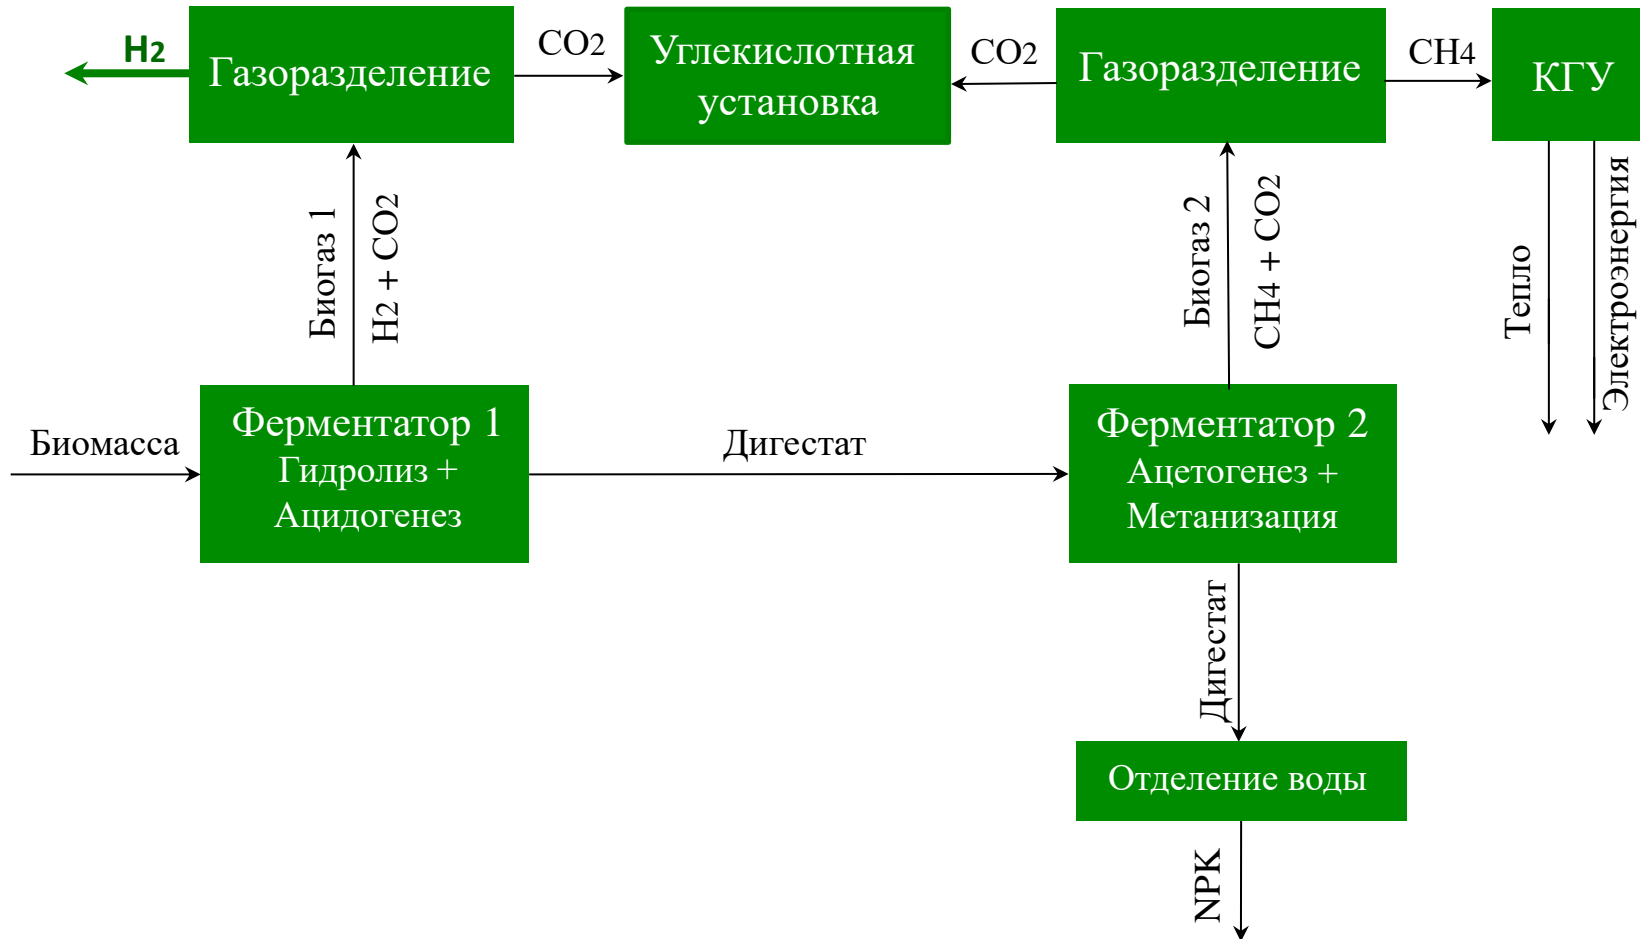 H2
Газоразделение
CO2
Углекислотная
установка
CO2
Газоразделение
CH4
КГУ
Биогаз 1
H2 + CO2
Биогаз 2
CH4 + CO2
Тепло
Электроэнергия
Биомасса
Ферментатор 1
Гидролиз +
Ацидогенез
Дигестат
Ферментатор 2
Ацетогенез +
Метанизация
Дигестат
Отделение воды
NPK